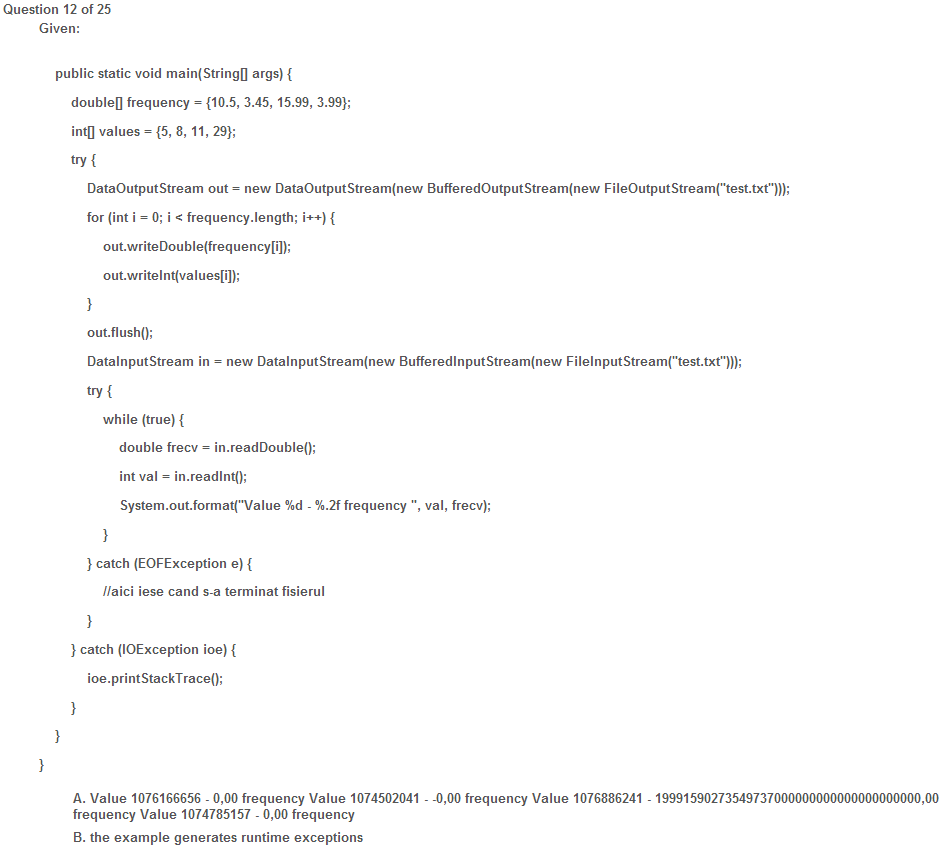 Question 12 of 25
Given:
public static void main(String[] args) {
double[] frequency = {10.5, 3.45, 15.99, 3.99};
int[] values = {5, 8, 11, 29};
try {
DataOutputStream out = new DataOutputStream(new BufferedOutputStream(new FileOutputStream("test.txt")));
for (int i = 0; i < frequency.length; i++) {
out.writeDouble(frequency[i]);
out.writeInt(values[i]);
}
out.flush();
DataInputStream in = new DataInputStream(new BufferedInputStream(new FileInputStream("test.txt")));
try {
while (true) {
double frecv = in.readDouble();
int val = in.readInt();
System.out.format("Value %d - %.2f frequency ", val, frecv);
}
} catch (EOFException e) {
//aici iese cand s-a terminat fisierul
}
} catch (IOException ioe) {
ioe.printStackTrace();
}
}
}
A. Value 1076166656 - 0,00 frequency Value 1074502041 - -0,00 frequency Value 1076886241 - 19991590273549737000000000000000000000,00
frequency Value 1074785157 - 0,00 frequency
B. the example generates runtime exceptions